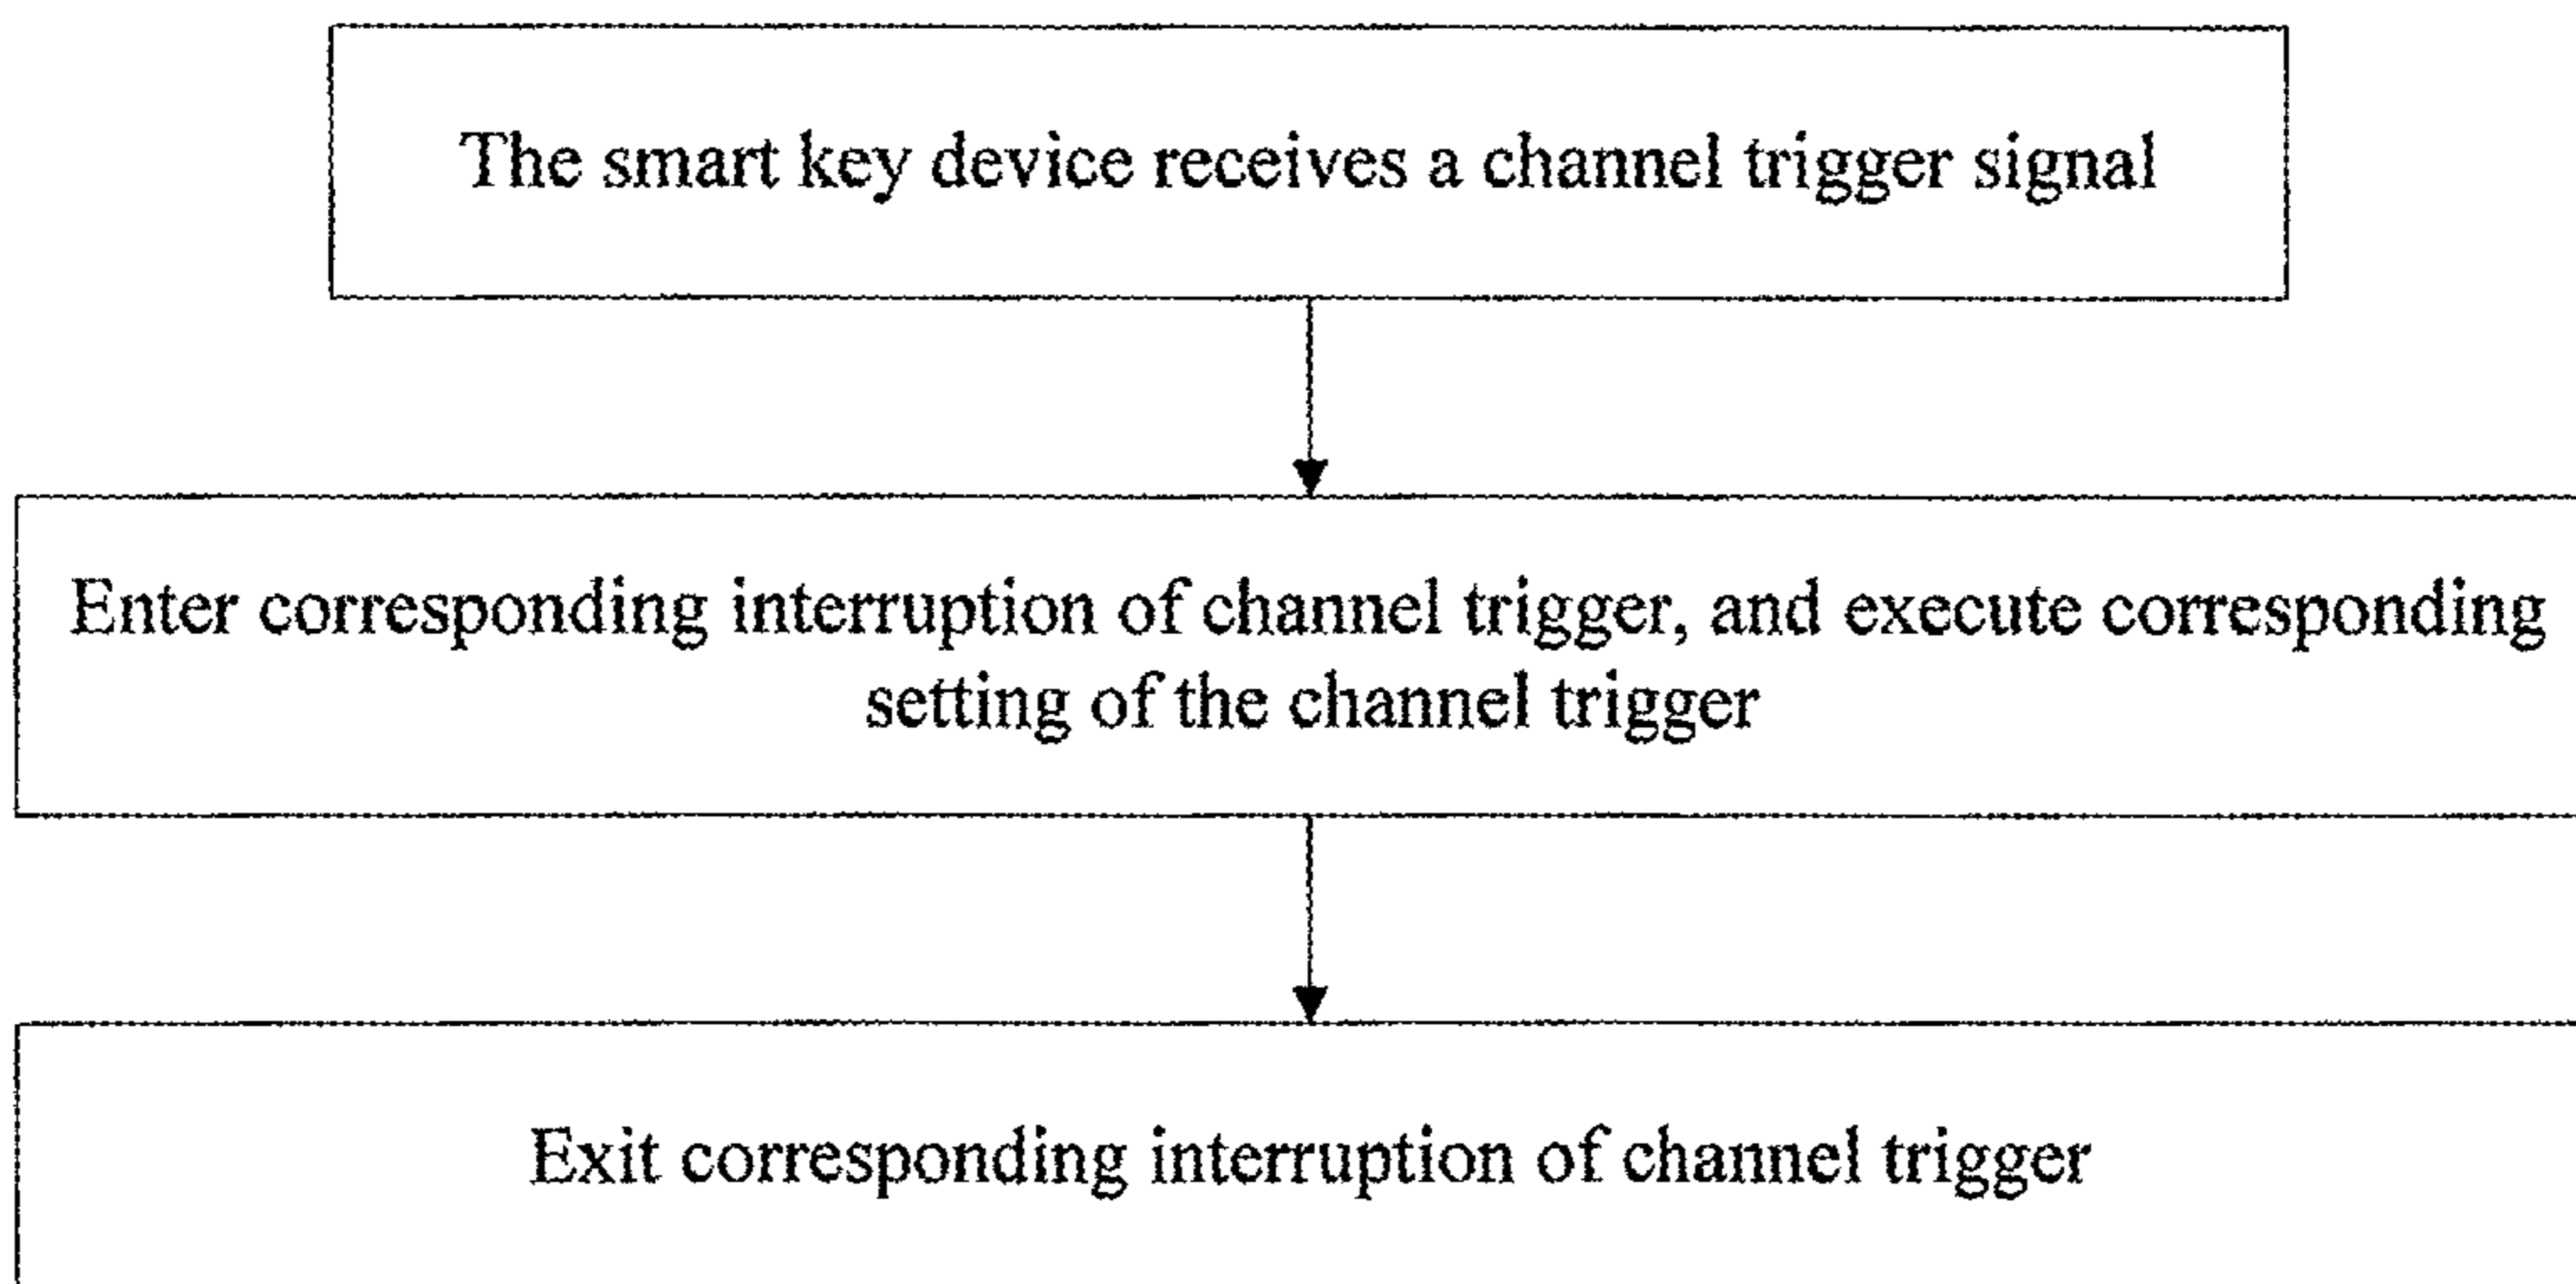 The smart key device receives a channel trigger signal
Enter corresponding interruption of channel trigger, and execute corresponding
setting of the channel trigger
Exit corresponding interruption of channel trigger